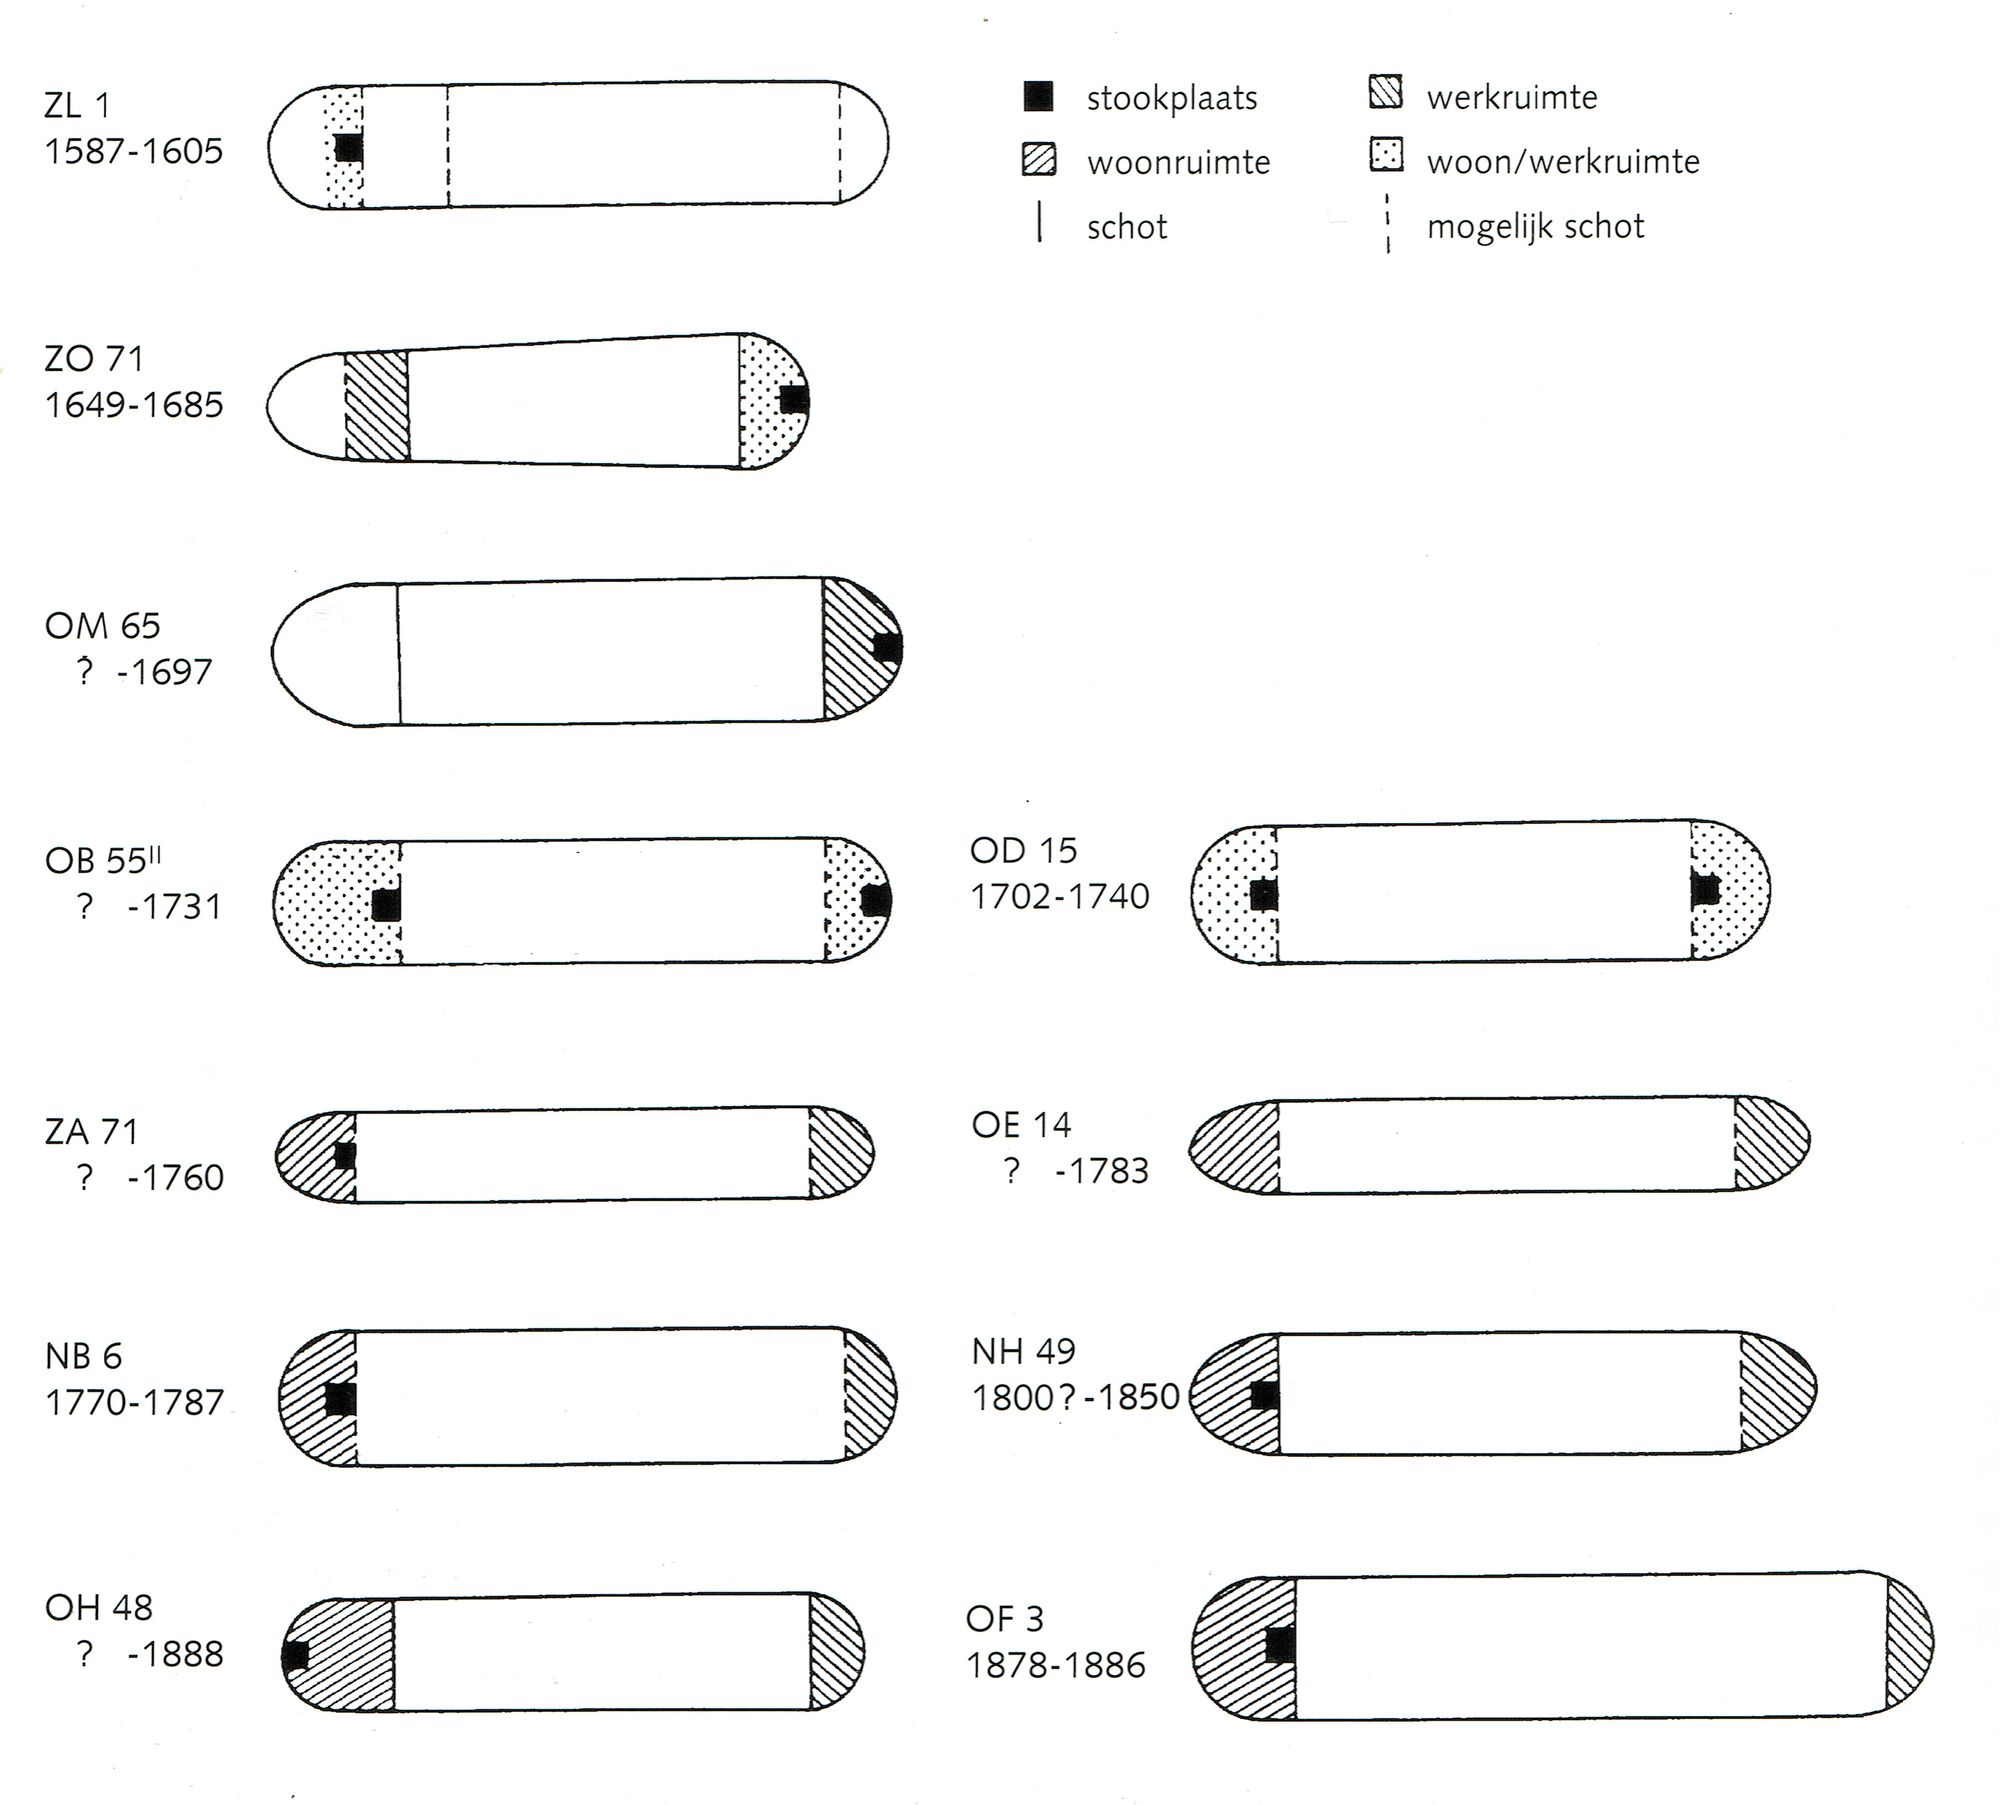 ZL 1
1587-1605
stookplaats
werkruimte
woonruimte
woon/werkruimte
schot
mogelijk schot
ZO 71
1649-1685
OM 65
? -1697
OB 55II
? -1731
OD 15
1702-1740
ZA 71
? -1760
OE 14
? -1783
NB 6
1770-1787
NH 49
1800?-1850
OH 48
? -1888
OF 3
1878-1886